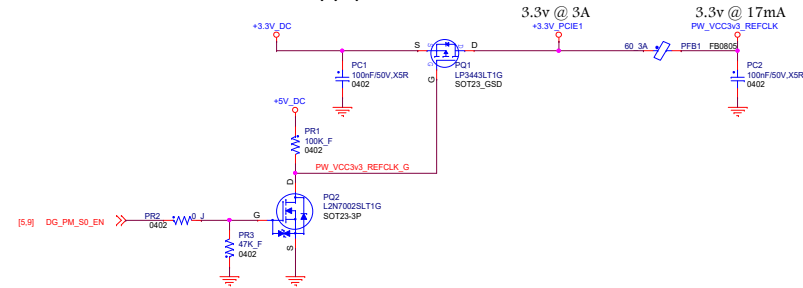 3.3v @ 3A
3.3v @ 17mA
+3.3V_DC
+3.3V_PCIE1
PW_VCC3v3_REFCLK
S
D
60_3A
PFB1
FB0805
PC1
100nF/50V,X5R
0402
G
PQ1
LP3443LT1G
SOT23_GSD
PC2
100nF/50V,X5R
0402
+5V_DC
PR1
100K_F
0402
PW_VCC3v3_REFCLK_G
D
PQ2
L2N7002SLT1G
SOT23-3P
[5,9] DG_PM_S0_EN
PR2
0_J
0402
G
S
PR3
47K_F
0402